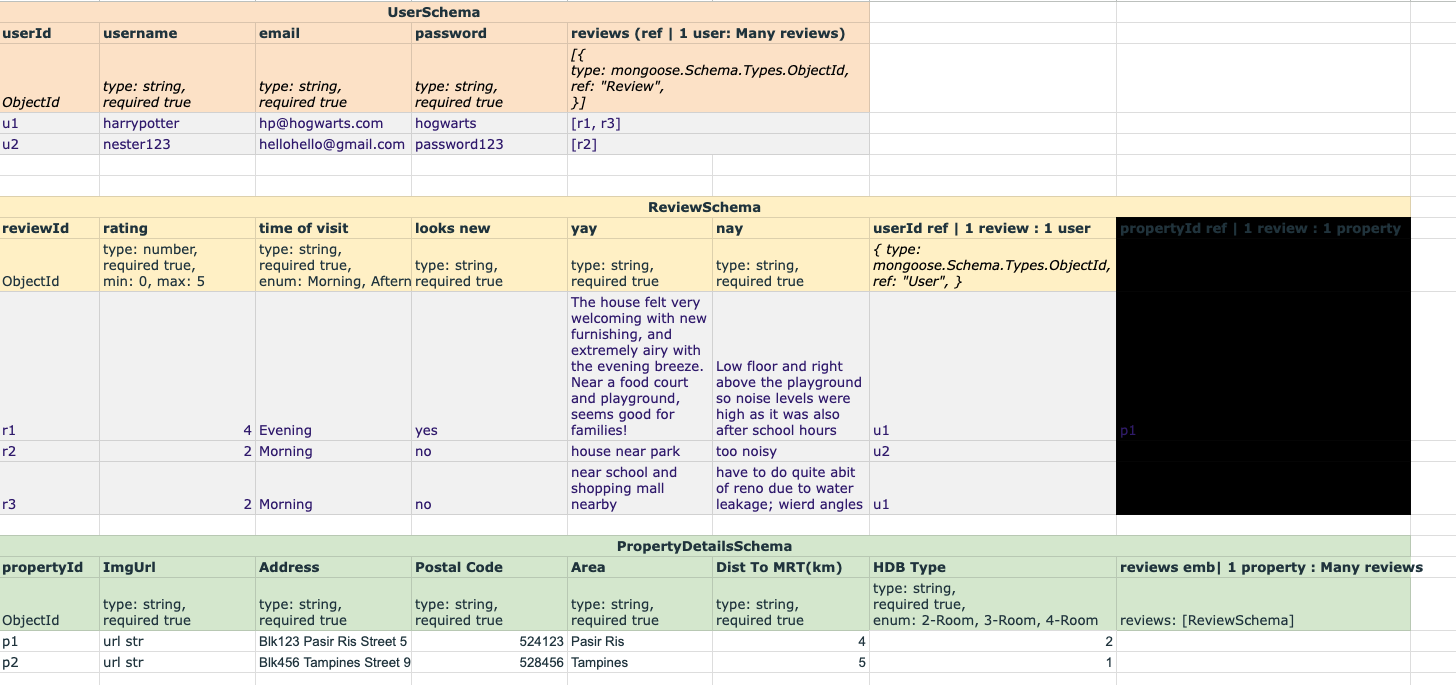 UserSchema
userId username email password reviews (ref | 1 user: Many reviews)
ObjectId
type: string,
required true
type: string,
required true
type: string,
required true
[{
type: mongoose.Schema.Types.ObjectId,
ref: "Review",
}]
u1 harrypotter hp@hogwarts.com hogwarts [r1, r3]
u2 nester123 hellohello@gmail.com password123 [r2]
ReviewSchema
reviewId rating time of visit looks new yay nay userId ref | 1 review : 1 user propertyId ref | 1 review : 1 property
ObjectId
type: number,
required true,
min: 0, max: 5
type: string,
required true,
enum: Morning, Aftern
type: string,
required true
type: string,
required true
type: string,
required true
{ type:
mongoose.Schema.Types.ObjectId,
ref: "User", }
r1 4 Evening yes
The house felt very
welcoming with new
furnishing, and
extremely airy with
the evening breeze.
Near a food court
and playground,
seems good for
families!
Low floor and right
above the playground
so noise levels were
high as it was also
after school hours
u1 p1
r2 2 Morning no house near park too noisy u2
r3 2 Morning no
near school and
shopping mall
nearby
have to do quite abit
of reno due to water
leakage; wierd angles
u1
PropertyDetailsSchema
propertyId ImgUrl Address Postal Code Area Dist To MRT(km) HDB Type reviews emb| 1 property : Many reviews
ObjectId
type: string,
required true
type: string,
required true
type: string,
required true
type: string,
required true
type: string,
required true
type: string,
required true,
enum: 2-Room, 3-Room, 4-Room
reviews: [ReviewSchema]
p1 url str Blk123 Pasir Ris Street 5 524123 Pasir Ris 4 2
p2 url str Blk456 Tampines Street 9 528456 Tampines 5 1